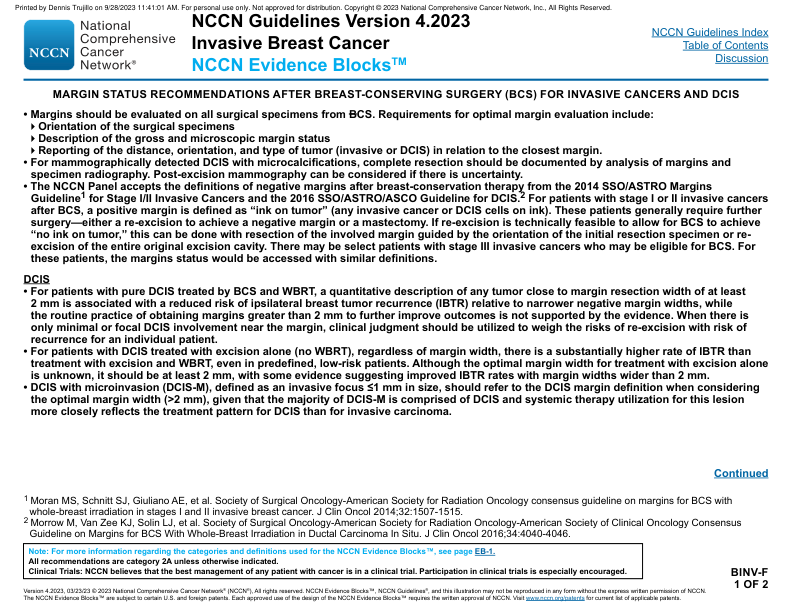 Printed by Dennis Trujillo on 9/28/2023 11:41:01 AM. For personal use only. Not approved for distribution. Copyright © 2023 National Comprehensive Cancer Network, Inc., All Rights Reserved.
NCCN
National
Comprehensive
Cancer
Network®
NCCN Guidelines Version 4.2023
Invasive Breast Cancer
NCCN Evidence Blocks™
NCCN Guidelines Index
Table of Contents
Discussion
MARGIN STATUS RECOMMENDATIONS AFTER BREAST-CONSERVING SURGERY (BCS) FOR INVASIVE CANCERS AND DCIS
• Margins should be evaluated on all surgical specimens from BCS. Requirements for optimal margin evaluation include:
Orientation of the surgical specimens
Description of the gross and microscopic margin status
Reporting of the distance, orientation, and type of tumor (invasive or DCIS) in relation to the closest margin.
• For mammographically detected DCIS with microcalcifications, complete resection should be documented by analysis of margins and
specimen radiography. Post-excision mammography can be considered if there is uncertainty.
• The NCCN Panel accepts the definitions of negative margins after breast-conservation therapy from the 2014 SSO/ASTRO Margins
Guideline1 for Stage I/II Invasive Cancers and the 2016 SSO/ASTRO/ASCO Guideline for DCIS.2 For patients with stage I or II invasive cancers
after BCS, a positive margin is defined as “ink on tumor” (any invasive cancer or DCIS cells on ink). These patients generally require further
surgery—either a re-excision to achieve a negative margin or a mastectomy. If re-excision is technically feasible to allow for BCS to achieve
“no ink on tumor,” this can be done with resection of the involved margin guided by the orientation of the initial resection specimen or re-
excision of the entire original excision cavity. There may be select patients with stage III invasive cancers who may be eligible for BCS. For
these patients, the margins status would be accessed with similar definitions.
DCIS
• For patients with pure DCIS treated by BCS and WBRT, a quantitative description of any tumor close to margin resection width of at least
2 mm is associated with a reduced risk of ipsilateral breast tumor recurrence (IBTR) relative to narrower negative margin widths, while
the routine practice of obtaining margins greater than 2 mm to further improve outcomes is not supported by the evidence. When there is
only minimal or focal DCIS involvement near the margin, clinical judgment should be utilized to weigh the risks of re-excision with risk of
recurrence for an individual patient.
• For patients with DCIS treated with excision alone (no WBRT), regardless of margin width, there is a substantially higher rate of IBTR than
treatment with excision and WBRT, even in predefined, low-risk patients. Although the optimal margin width for treatment with excision alone
is unknown, it should be at least 2 mm, with some evidence suggesting improved IBTR rates with margin widths wider than 2 mm.
• DCIS with microinvasion (DCIS-M), defined as an invasive focus ≤1 mm in size, should refer to the DCIS margin definition when considering
the optimal margin width (>2 mm), given that the majority of DCIS-M is comprised of DCIS and systemic therapy utilization for this lesion
more closely reflects the treatment pattern for DCIS than for invasive carcinoma.
Continued
1 Moran MS, Schnitt SJ, Giuliano AE, et al. Society of Surgical Oncology-American Society for Radiation Oncology consensus guideline on margins for BCS with
whole-breast irradiation in stages I and II invasive breast cancer. J Clin Oncol 2014;32:1507-1515.
2 Morrow M, Van Zee KJ, Solin LJ, et al. Society of Surgical Oncology-American Society for Radiation Oncology-American Society of Clinical Oncology Consensus
Guideline on Margins for BCS With Whole-Breast Irradiation in Ductal Carcinoma In Situ. J Clin Oncol 2016;34:4040-4046.
Note: For more information regarding the categories and definitions used for the NCCN Evidence Blocks™, see page EB-1.
All recommendations are category 2A unless otherwise indicated.
Clinical Trials: NCCN believes that the best management of any patient with cancer is in a clinical trial. Participation in clinical trials is especially encouraged.
BINV-F
1 OF 2
Version 4.2023, 03/23/23 © 2023 National Comprehensive Cancer Network® (NCCN®), All rights reserved. NCCN Evidence Blocks™, NCCN Guidelines®, and this illustration may not be reproduced in any form without the express written permission of NCCN.
The NCCN Evidence Blocks™ are subject to certain U.S. and foreign patents. Each approved use of the design of the NCCN Evidence Blocks™ requires the written approval of NCCN. Visit www.nccn.org/patents for current list of applicable patents.